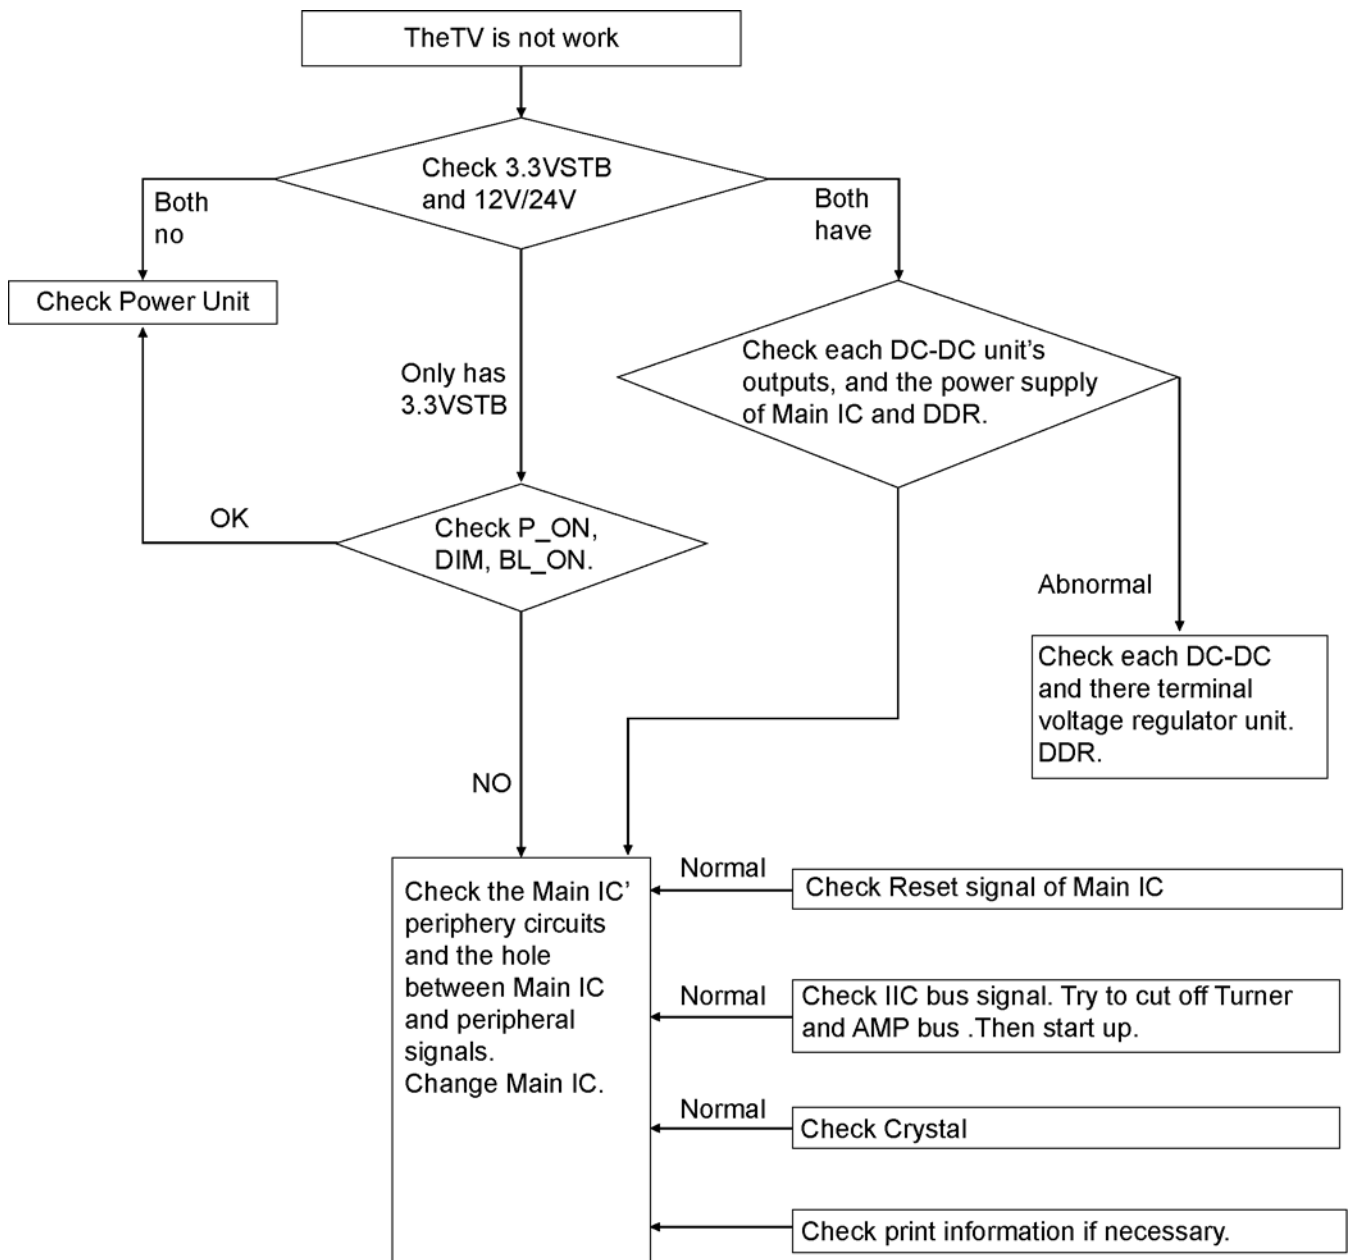 TheTV is not work
Check 3.3VSTB
and 12V/24V
Both
no
Both
have
Check Power Unit
Check each DC-DC unit's
outputs, and the power supply
of Main IC and DDR.
Only has
3.3VSTB
OK
Check P_ON,
DIM, BL_ON.
Abnormal
Check each DC-DC
and there terminal
voltage regulator unit.
DDR.
NO
Check the Main IC'
periphery circuits
and the hole
between Main IC
and peripheral
signals.
Change Main IC.
Normal
Check Reset signal of Main IC
Normal
Check IIC bus signal. Try to cut off Turner
and AMP bus .Then start up.
Normal
Check Crystal
Check print information if necessary.